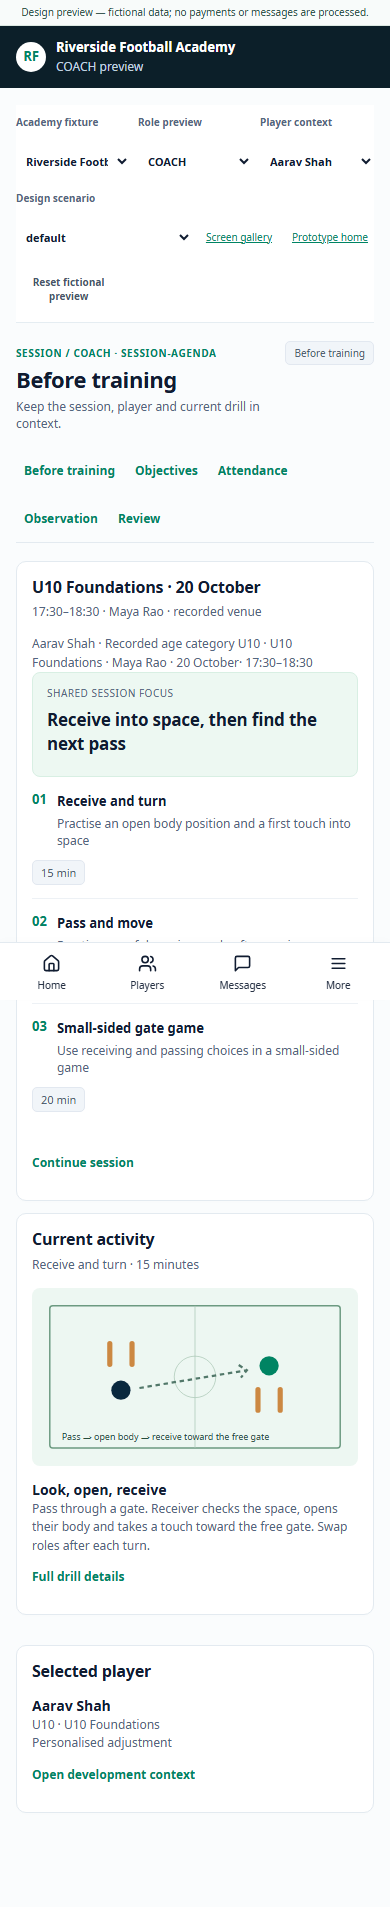 Design preview — fictional data; no payments or messages are processed.
RF
Riverside Football Academy
COACH preview
Academy fixture
Role preview
Player context
Riverside Footb
COACH
Aarav Shah
Design scenario
default
Screen gallery
Prototype home
Reset fictional
preview
SESSION / COACH · SESSION-AGENDA
Before training
Before training
Keep the session, player and current drill in
context.
Before training
Objectives
Attendance
Observation
Review
U10 Foundations · 20 October
17:30–18:30 · Maya Rao · recorded venue
Aarav Shah · Recorded age category U10 · U10
Foundations · Maya Rao · 20 October· 17:30–18:30
SHARED SESSION FOCUS
Receive into space, then find the
next pass
01 Receive and turn
Practise an open body position and a first touch into
space
15 min
02 Pass and move
Home
Players
Messages
More
03 Small-sided gate game
Use receiving and passing choices in a small-sided
game
20 min
Continue session
Current activity
Receive and turn · 15 minutes
Pass → open body → receive toward the free gate
Look, open, receive
Pass through a gate. Receiver checks the space, opens
their body and takes a touch toward the free gate. Swap
roles after each turn.
Full drill details
Selected player
Aarav Shah
U10 · U10 Foundations
Personalised adjustment
Open development context